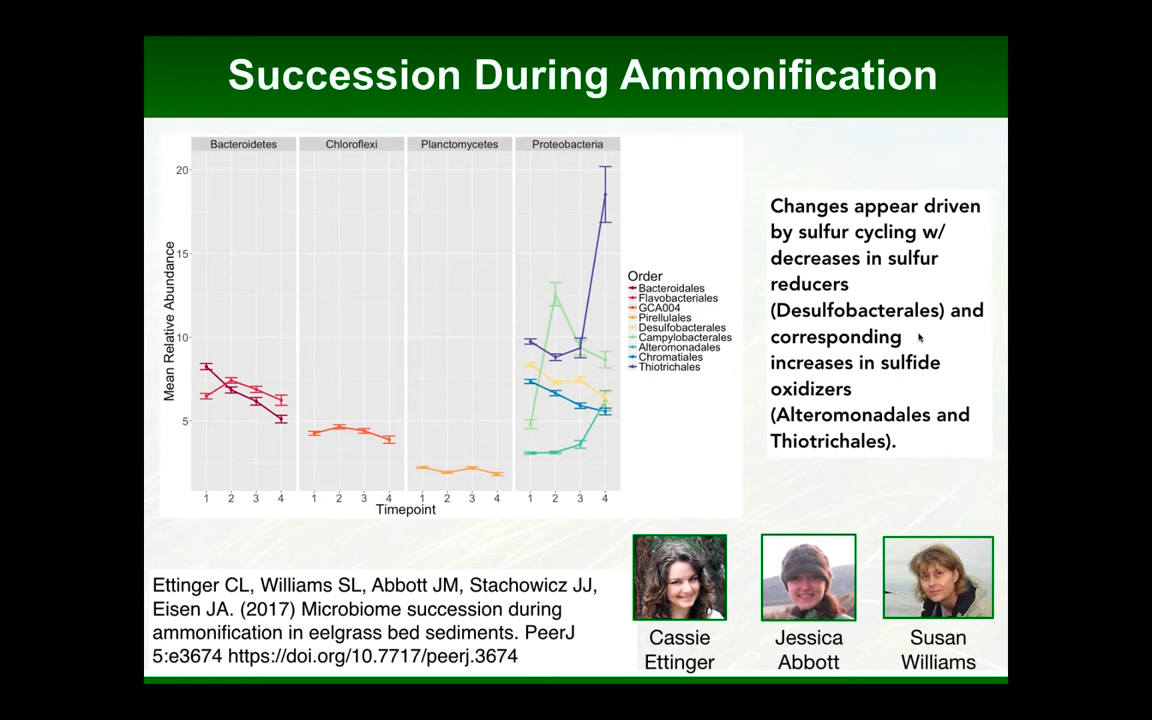 Succession During Ammonification
Bacteroidetes
Chloroflexi
Planctomycetes
Proteobacteria
20
15
10
5
Mean Relative Abundance
1 2 3 4
1 2 3 4
1 2 3 4
1 2 3 4
Timepoint
Order
Bacteroidales
Flavobacteriales
GCA004
Pirellulales
Desulfobacterales
Campylobacterales
Alteromonadales
Chromatiales
Thiotrichales
Changes appear driven
by sulfur cycling w/
decreases in sulfur
reducers
(Desulfobacterales) and
corresponding
increases in sulfide
oxidizers
(Alteromonadales and
Thiotrichales).
Ettinger CL, Williams SL, Abbott JM, Stachowicz JJ,
Eisen JA. (2017) Microbiome succession during
ammonification in eelgrass bed sediments. PeerJ
5:e3674 https://doi.org/10.7717/peerj.3674
Cassie
Ettinger
Jessica
Abbott
Susan
Williams